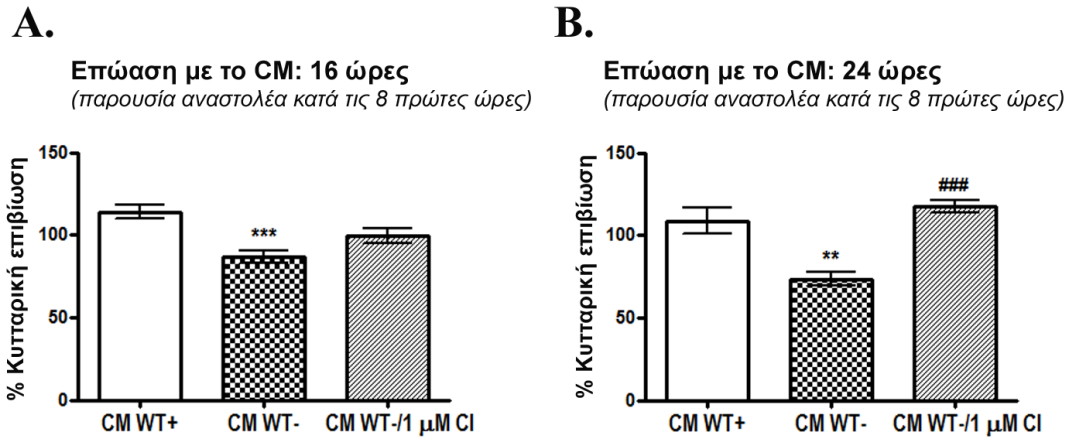 A.
Επώαση με το CM: 16 ώρες
(παρουσία αναστολέα κατά τις 8 πρώτες ώρες)
% Κυτταρική επιβίωση
150
100
50
0
***
CM WT+
CM WT-
CM WT-/1 μM CI
B.
Επώαση με το CM: 24 ώρες
(παρουσία αναστολέα κατά τις 8 πρώτες ώρες)
% Κυτταρική επιβίωση
150
100
50
0
**
###
CM WT+
CM WT-
CM WT-/1 μM CI